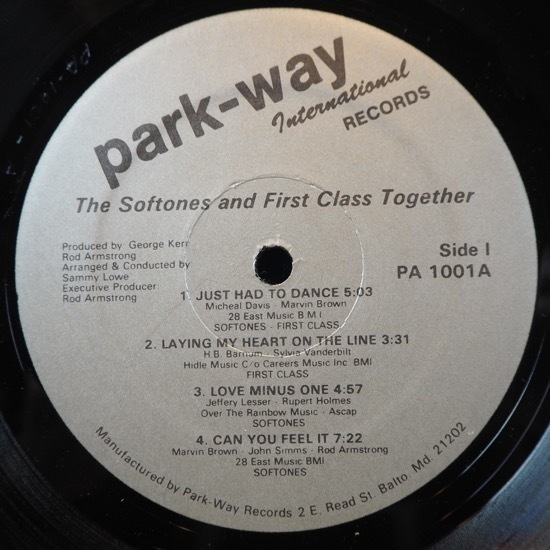 park-way
International
RECORDS
The Softones and First Class Together
Produced by George Kerr
Rod Armstrong
Arranged & Conducted by
Sammy Lowe
Executive Producer
Rod Armstrong
Side I
PA 1001A
1. JUST HAD TO DANCE 5:03
Micheal Davis - Marvin Brown
28 East Music B M I
SOFTONES - FIRST CLASS
2. LAYING MY HEART ON THE LINE 3:31
H.B. Barnum - Sylvia Vanderbilt
Hidle Music C/o Careers Music Inc. BMI
FIRST CLASS
3. LOVE MINUS ONE 4:57
Jeffery Lesser - Rupert Holmes
Over The Rainbow Music - Ascap
SOFTONES
4. CAN YOU FEEL IT 7:22
Marvin Brown - John Simms - Rod Armstrong
28 East Music BMI
SOFTONES
Manufactured by Park-Way Records 2 E. Read St. Balto. Md. 21202